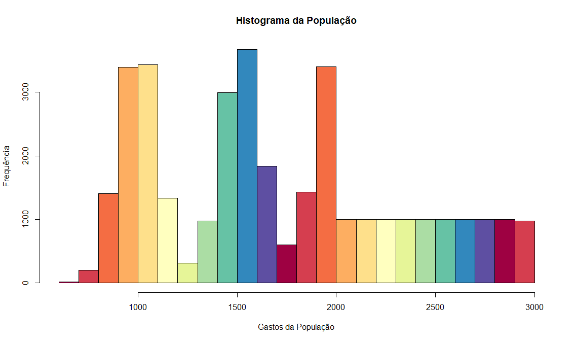 Histograma da População
Frequência
3000
2000
1000
0
1000 1500 2000 2500 3000
Gastos da População